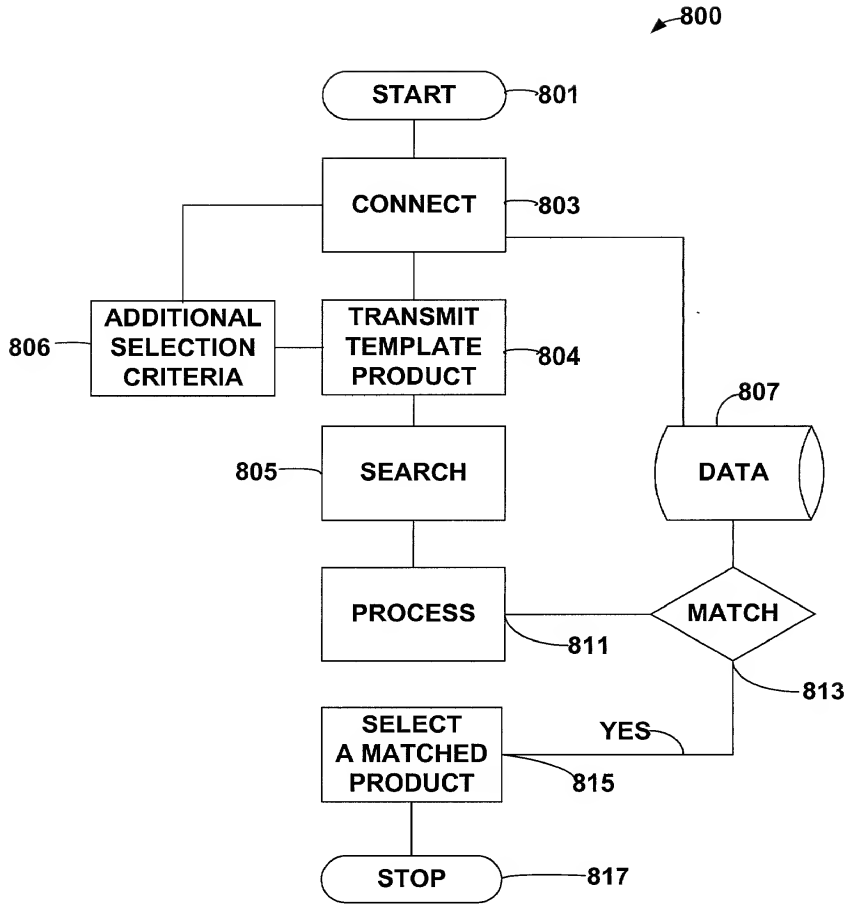 800
START
801
CONNECT
803
ADDITIONAL
SELECTION
CRITERIA
806
TRANSMIT
TEMPLATE
PRODUCT
804
807
805
SEARCH
DATA
PROCESS
811
MATCH
813
SELECT
A MATCHED
PRODUCT
YES
815
STOP
817